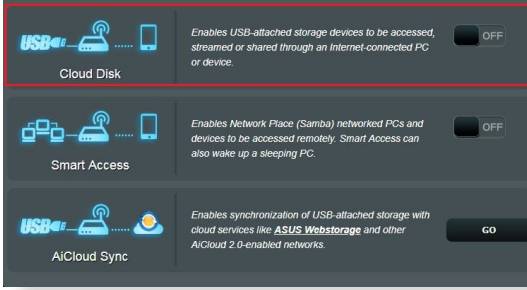 USB
Cloud Disk
Enables USB-attached storage devices to be accessed,
streamed or shared through an Internet-connected PC
or device.
OFF
Smart Access
Enables Network Place (Samba) networked PCs and
devices to be accessed remotely. Smart Access can
also wake up a sleeping PC.
OFF
USB
AiCloud Sync
Enables synchronization of USB-attached storage with
cloud services like ASUS Webstorage and other
AiCloud 2.0-enabled networks.
GO